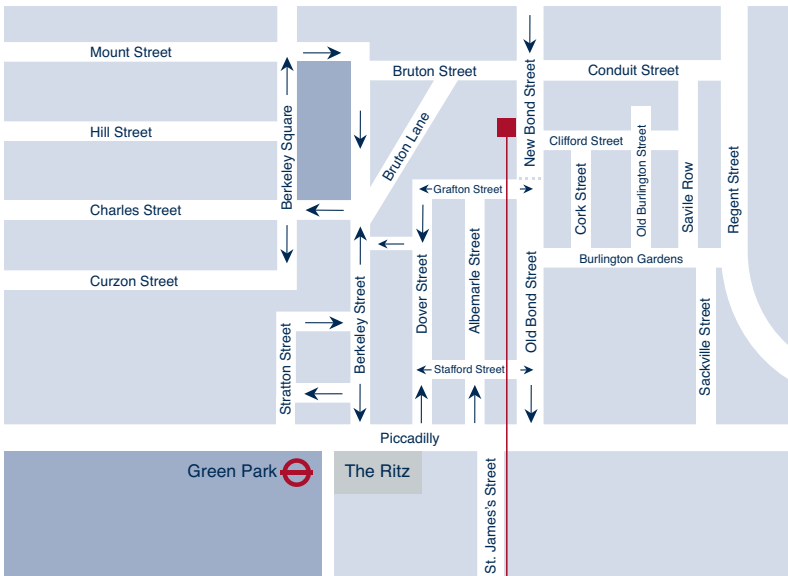 Mount Street
Bruton Street
Conduit Street
Hill Street
Berkeley Square
Bruton Lane
New Bond Street
Clifford Street
Old Burlington Street
Cork Street
Savile Row
Regent Street
Grafton Street
Charles Street
Curzon Street
Burlington Gardens
Berkeley Street
Dover Street
Albemarle Street
Old Bond Street
Sackville Street
Stratton Street
Stafford Street
Piccadilly
Green Park
The Ritz
St. James's Street